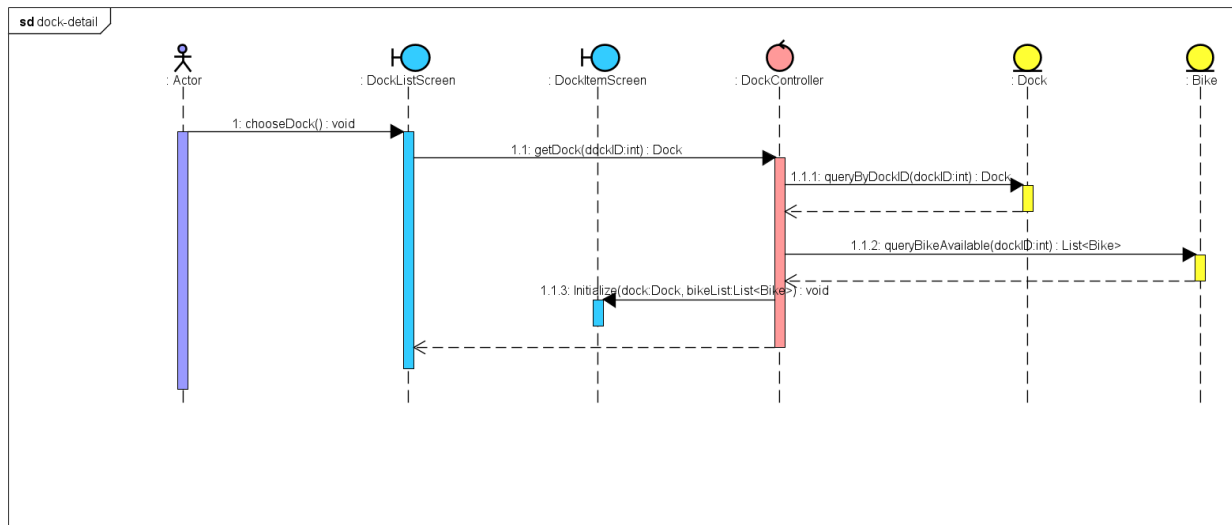 sd dock-detail
: Actor
: DockListScreen
: DockItemScreen
: DockController
: Dock
: Bike
1: chooseDock() : void
1.1: getDock(dockID:int) : Dock
1.1.1: queryByDockID(dockID:int) : Dock
1.1.2: queryBikeAvailable(dockID:int) : List<Bike>
1.1.3: Initialize(dock:Dock, bikeList:List<Bike>) : void